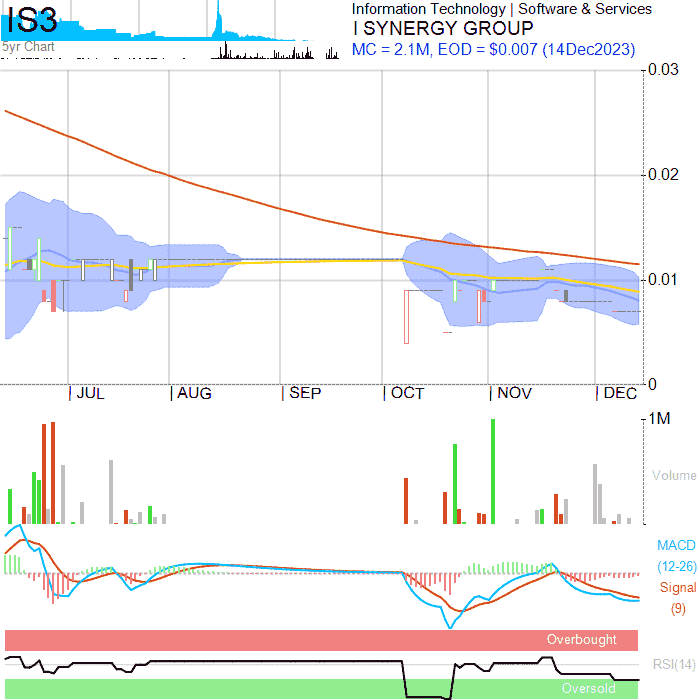 IS3
Information Technology | Software & Services
I SYNERGY GROUP
5yr Chart
MC = 2.1M, EOD = $0.007 (14Dec2023)
0.03
0.02
0.01
0
| JUL | AUG | SEP | OCT | NOV | DEC
1M
Volume
MACD
(12-26)
Signal
(9)
Overbought
RSI(14)
Oversold